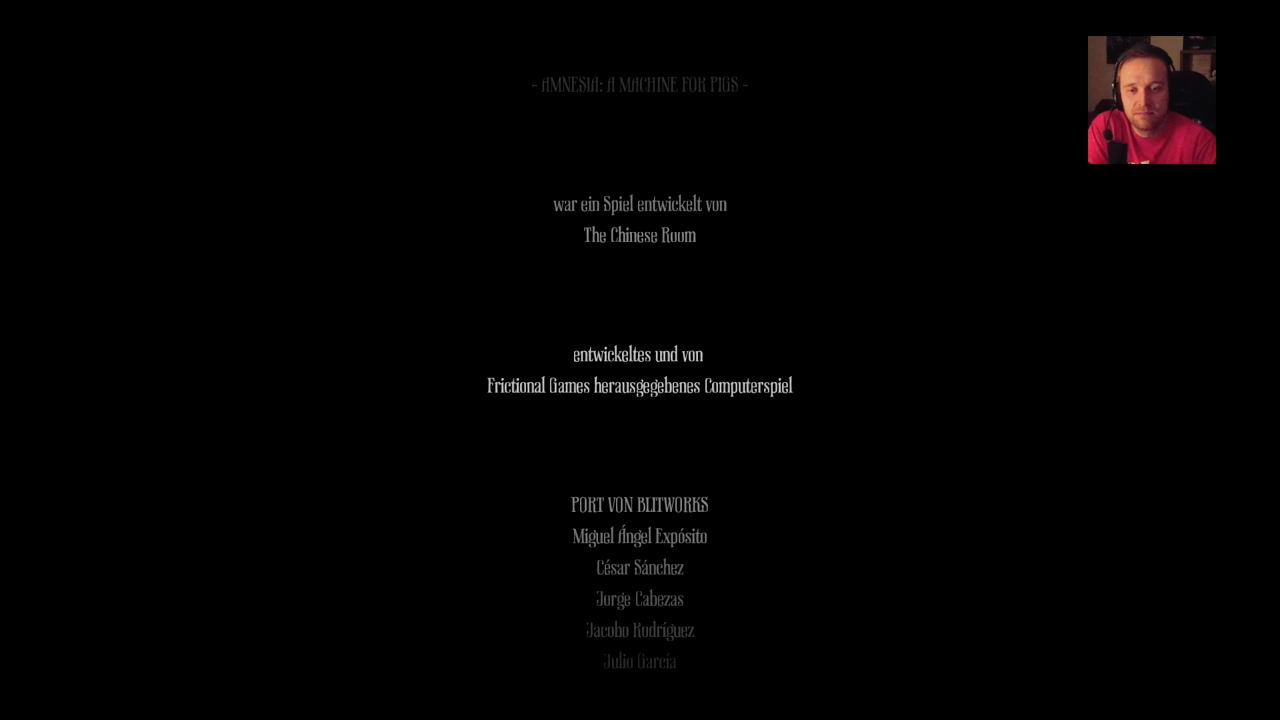 - AMNESIA: A MACHINE FOR PIGS -
war ein Spiel entwickelt von
The Chinese Room
entwickeltes und von
Frictional Games herausgegebenes Computerspiel
PORT VON BLITWORKS
Miguel Ángel Expósito
César Sánchez
Jorge Cabezas
Jacobo Rodríguez
Julio García